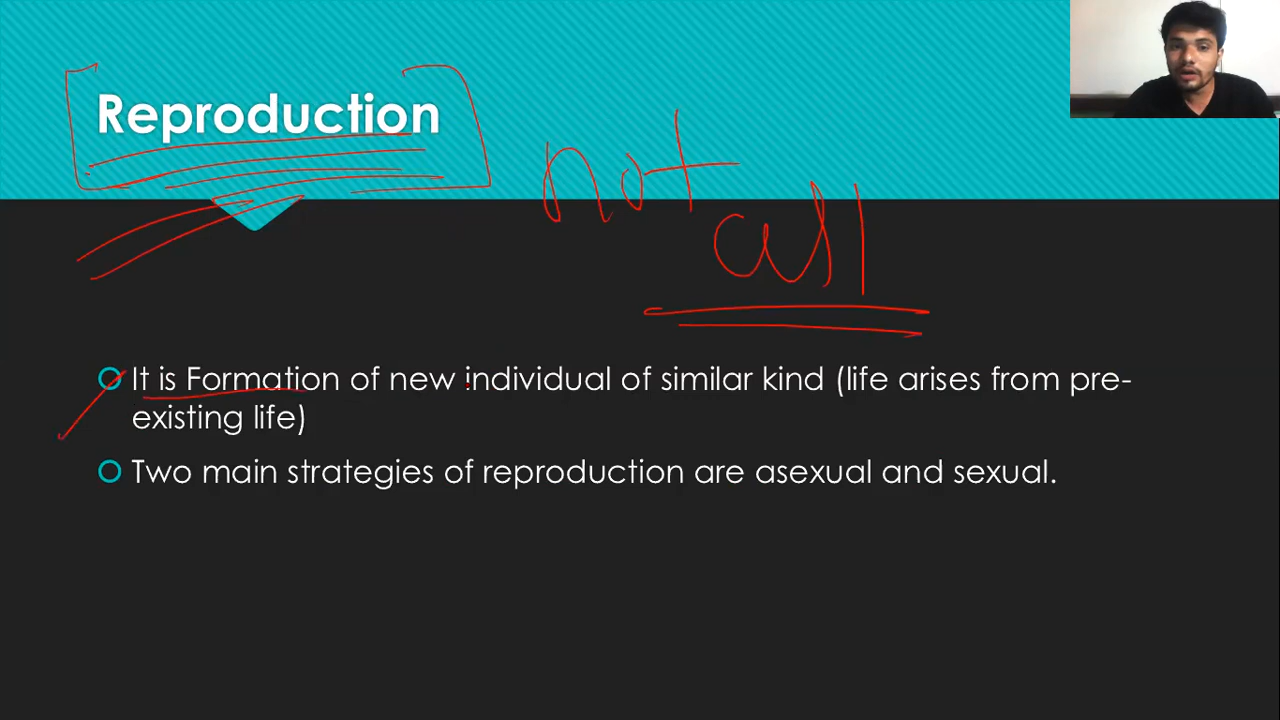 Reproduction
not
all
It is Formation of new individual of similar kind (life arises from pre-
existing life)
Two main strategies of reproduction are asexual and sexual.